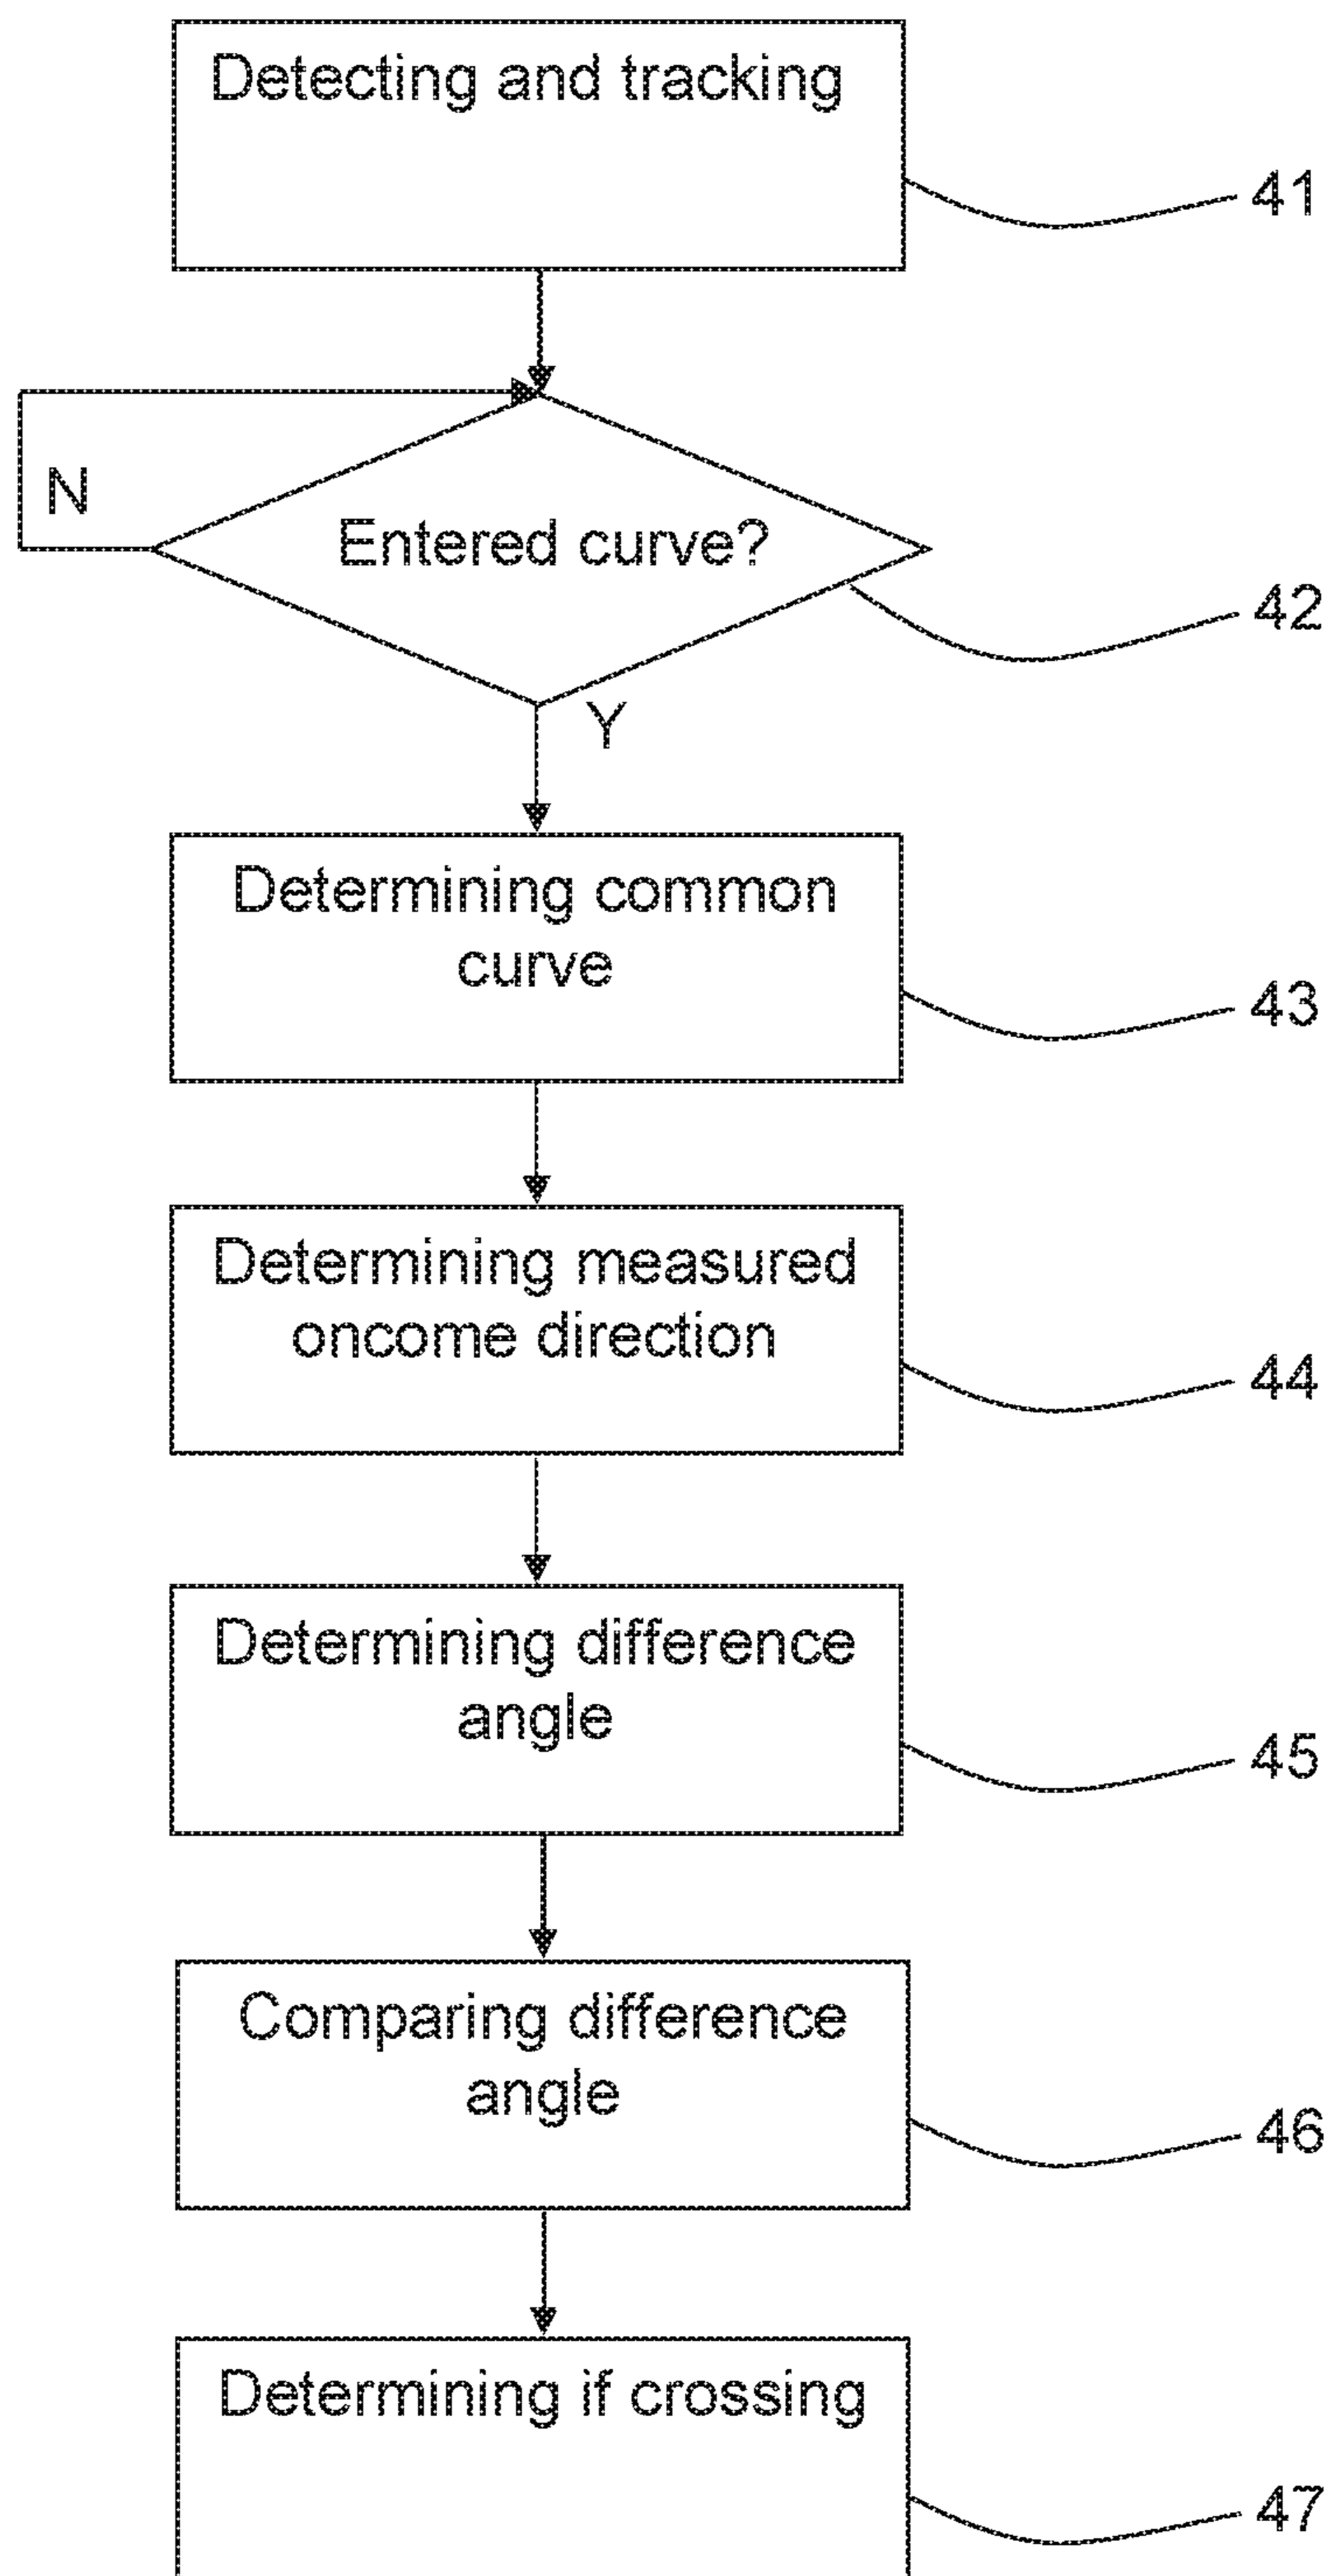 Detecting and tracking
41
N
Entered curve?
42
Y
Determining common
curve
43
Determining measured
oncome direction
44
Determining difference
angle
45
Comparing difference
angle
46
Determining if crossing
47